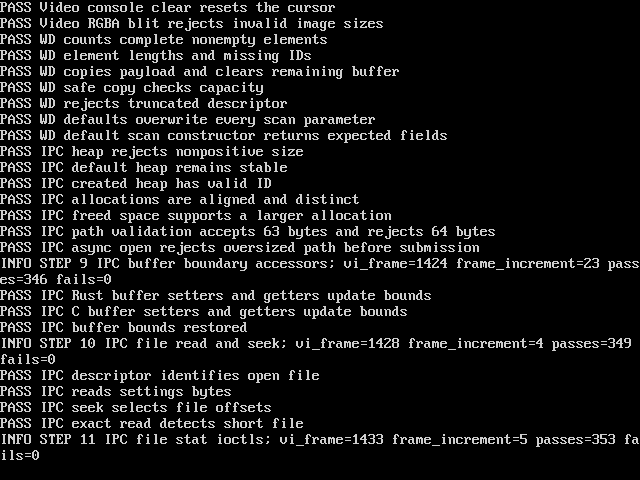 PASS Video console clear resets the cursor
PASS Video RGBA blit rejects invalid image sizes
PASS WD counts complete nonempty elements
PASS WD element lengths and missing IDs
PASS WD copies payload and clears remaining buffer
PASS WD safe copy checks capacity
PASS WD rejects truncated descriptor
PASS WD defaults overwrite every scan parameter
PASS WD default scan constructor returns expected fields
PASS IPC heap rejects nonpositive size
PASS IPC default heap remains stable
PASS IPC created heap has valid ID
PASS IPC allocations are aligned and distinct
PASS IPC freed space supports a larger allocation
PASS IPC path validation accepts 63 bytes and rejects 64 bytes
PASS IPC async open rejects oversized path before submission
INFO STEP 9 IPC buffer boundary accessors; vi_frame=1424 frame_increment=23 pass
es=346 fails=0
PASS IPC Rust buffer setters and getters update bounds
PASS IPC C buffer setters and getters update bounds
PASS IPC buffer bounds restored
INFO STEP 10 IPC file read and seek; vi_frame=1428 frame_increment=4 passes=349
fails=0
PASS IPC descriptor identifies open file
PASS IPC reads settings bytes
PASS IPC seek selects file offsets
PASS IPC exact read detects short file
INFO STEP 11 IPC file stat ioctls; vi_frame=1433 frame_increment=5 passes=353 fa
ils=0